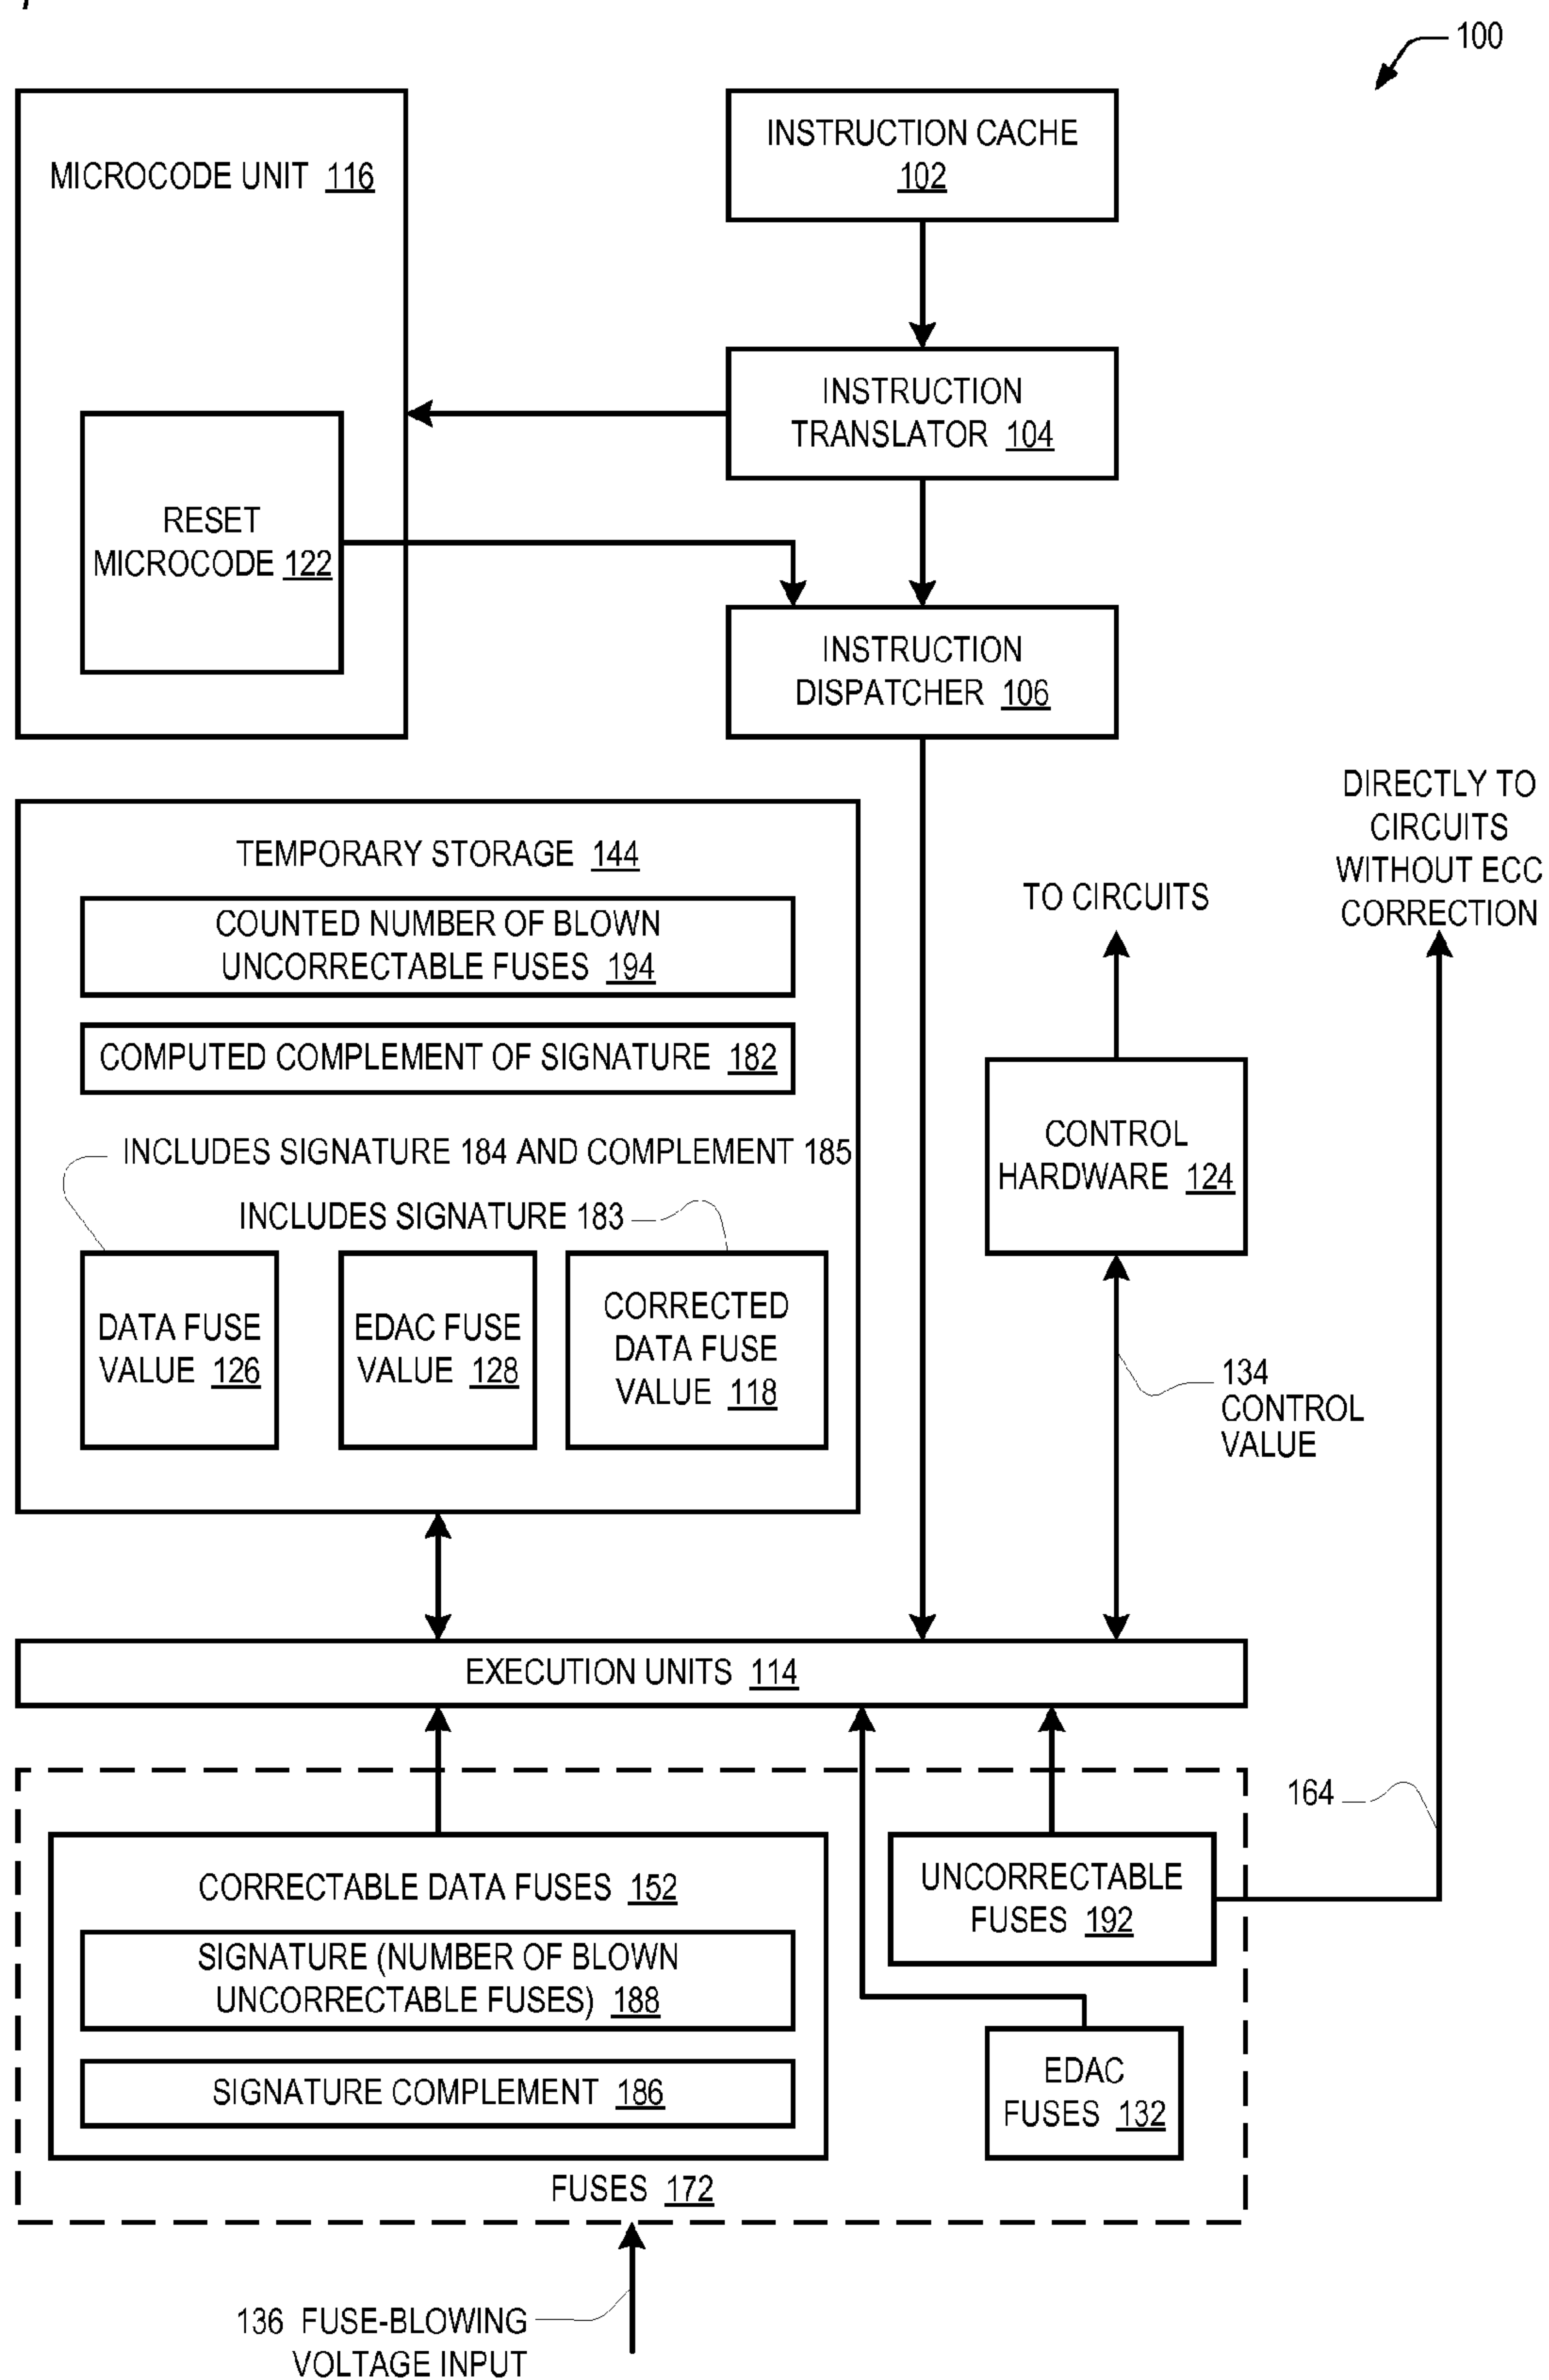 100
MICROCODE UNIT 116
INSTRUCTION CACHE
102
INSTRUCTION
TRANSLATOR 104
RESET
MICROCODE 122
INSTRUCTION
DISPATCHER 106
DIRECTLY TO
CIRCUITS
WITHOUT ECC
CORRECTION
TEMPORARY STORAGE 144
COUNTED NUMBER OF BLOWN
UNCORRECTABLE FUSES 194
COMPUTED COMPLEMENT OF SIGNATURE 182
INCLUDES SIGNATURE 184 AND COMPLEMENT 185
INCLUDES SIGNATURE 183
DATA FUSE
VALUE 126
EDAC FUSE
VALUE 128
CORRECTED
DATA FUSE
VALUE 118
TO CIRCUITS
CONTROL
HARDWARE 124
134
CONTROL
VALUE
EXECUTION UNITS 114
164
CORRECTABLE DATA FUSES 152
SIGNATURE (NUMBER OF BLOWN
UNCORRECTABLE FUSES) 188
SIGNATURE COMPLEMENT 186
UNCORRECTABLE
FUSES 192
EDAC
FUSES 132
FUSES 172
136 FUSE-BLOWING
VOLTAGE INPUT